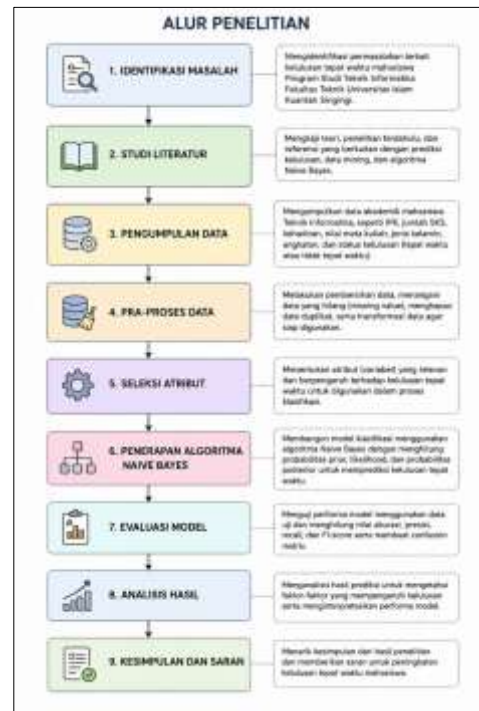 ALUR PENELITIAN
1. IDENTIFIKASI MASALAH
Mengidentifikasi permasalahan terkait
kelulusan tepat waktu mahasiswa
Program Studi Teknik Informatika
Fakultas Teknik Universitas Islam
Kuantan Singingi.
2. STUDI LITERATUR
Mengkaji teori, penelitian terdahulu, dan
referensi yang berkaitan dengan prediksi
kelulusan, data mining, dan algoritma
Naive Bayes.
3. PENGUMPULAN DATA
Mengumpulkan data akademik mahasiswa
Teknik Informatika, seperti IPK, jumlah SKS,
kehadiran, nilai mata kuliah, jenis kelamin,
angkatan, dan status kelulusan (tepat waktu
atau tidak tepat waktu).
4. PRA-PROSES DATA
Melakukan pembersihan data, menangani
data yang hilang (missing value), menghapus
data duplikat, serta transformasi data agar
siap digunakan.
5. SELEKSI ATRIBUT
Menentukan atribut (variabel) yang relevan
dan berpengaruh terhadap kelulusan tepat
waktu untuk digunakan dalam proses
klasifikasi.
6. PENERAPAN ALGORITMA
NAIVE BAYES
Membangun model klasifikasi menggunakan
algoritma Naive Bayes dengan menghitung
probabilitas prior, likelihood, dan probabilitas
posterior untuk memprediksi kelulusan tepat
waktu.
7. EVALUASI MODEL
Menguji performa model menggunakan data
uji dan menghitung nilai akurasi, presisi,
recall, dan F1-score serta membuat confusion
matrix.
8. ANALISIS HASIL
Menganalisis hasil prediksi untuk mengetahui
faktor-faktor yang mempengaruhi kelulusan
serta menginterpretasikan performa model.
9. KESIMPULAN DAN SARAN
Menarik kesimpulan dari hasil penelitian
dan memberikan saran untuk peningkatan
kelulusan tepat waktu mahasiswa.